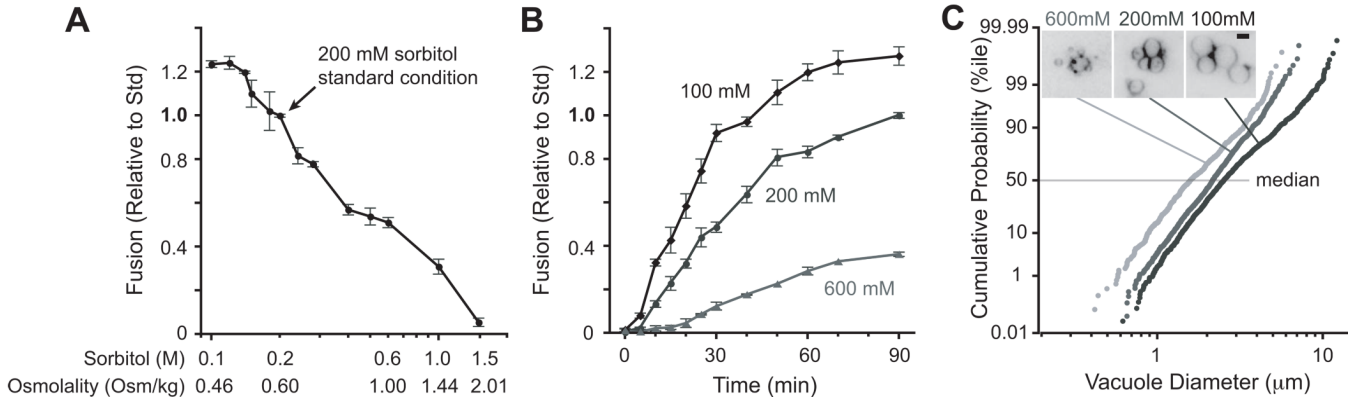 A
Fusion (Relative to Std)
1.2
1.0
0.8
0.4
0
200 mM sorbitol
standard condition
Sorbitol (M) 0.1 0.2 0.6 1.0 1.5
Osmolality (Osm/kg) 0.46 0.60 1.00 1.44 2.01
B
Fusion (Relative to Std)
1.2
1.0
0.8
0.4
0
100 mM
200 mM
600 mM
0 30 60 90
Time (min)
C
Cumulative Probability (%ile)
99.99
99
90
50
10
1
0.01
600mM 200mM 100mM
median
1 10
Vacuole Diameter (μm)